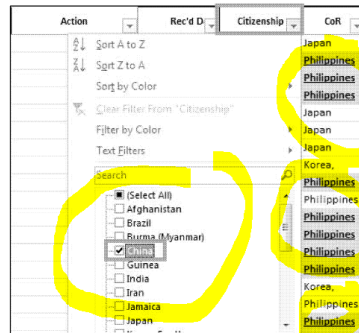 Action Rec'd D Citizenship CoR
Sort A to Z
Sort Z to A
Sort by Color
Clear Filter From "Citizenship"
Filter by Color
Text Filters
Search
(Select All)
Afghanistan
Brazil
Burma (Myanmar)
China
Guinea
India
Iran
Jamaica
Japan
Japan
Philippines
Philippines
Philippines
Japan
Japan
Japan
Korea,
Philippines
Philippines
Philippines
Philippines
Philippines
Philippines
Korea,
Philippines
Philippines